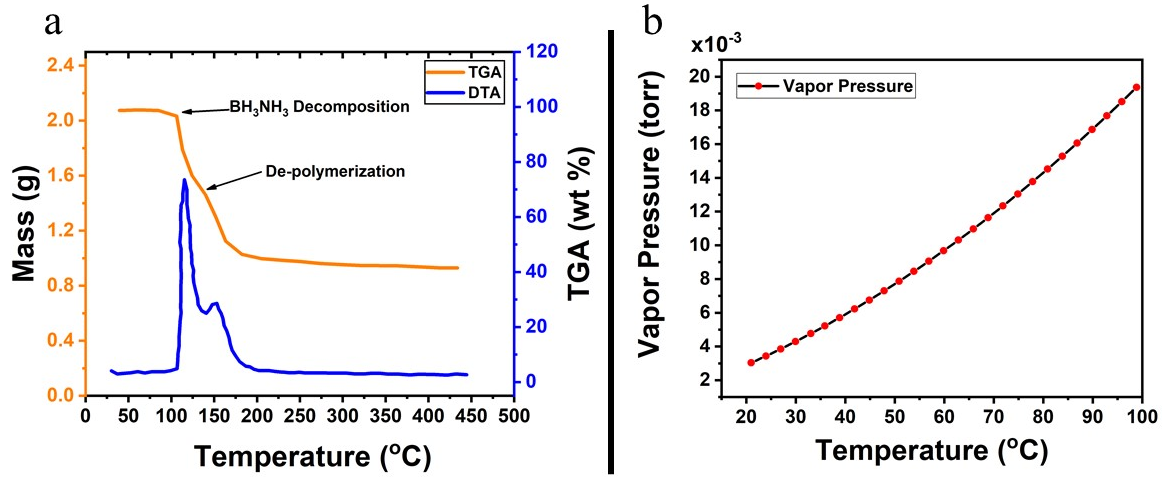 a
2.4
2.0
1.6
1.2
0.8
0.4
0.0
Mass (g)
0 50 100 150 200 250 300 350 400 450 500
Temperature (°C)
120
100
80
60
40
20
0
TGA (wt %)
TGA
DTA
BH₃NH₃ Decomposition
De-polymerization
b
x10⁻³
20
18
16
14
12
10
8
6
4
2
Vapor Pressure (torr)
Vapor Pressure
20 30 40 50 60 70 80 90 100
Temperature (°C)